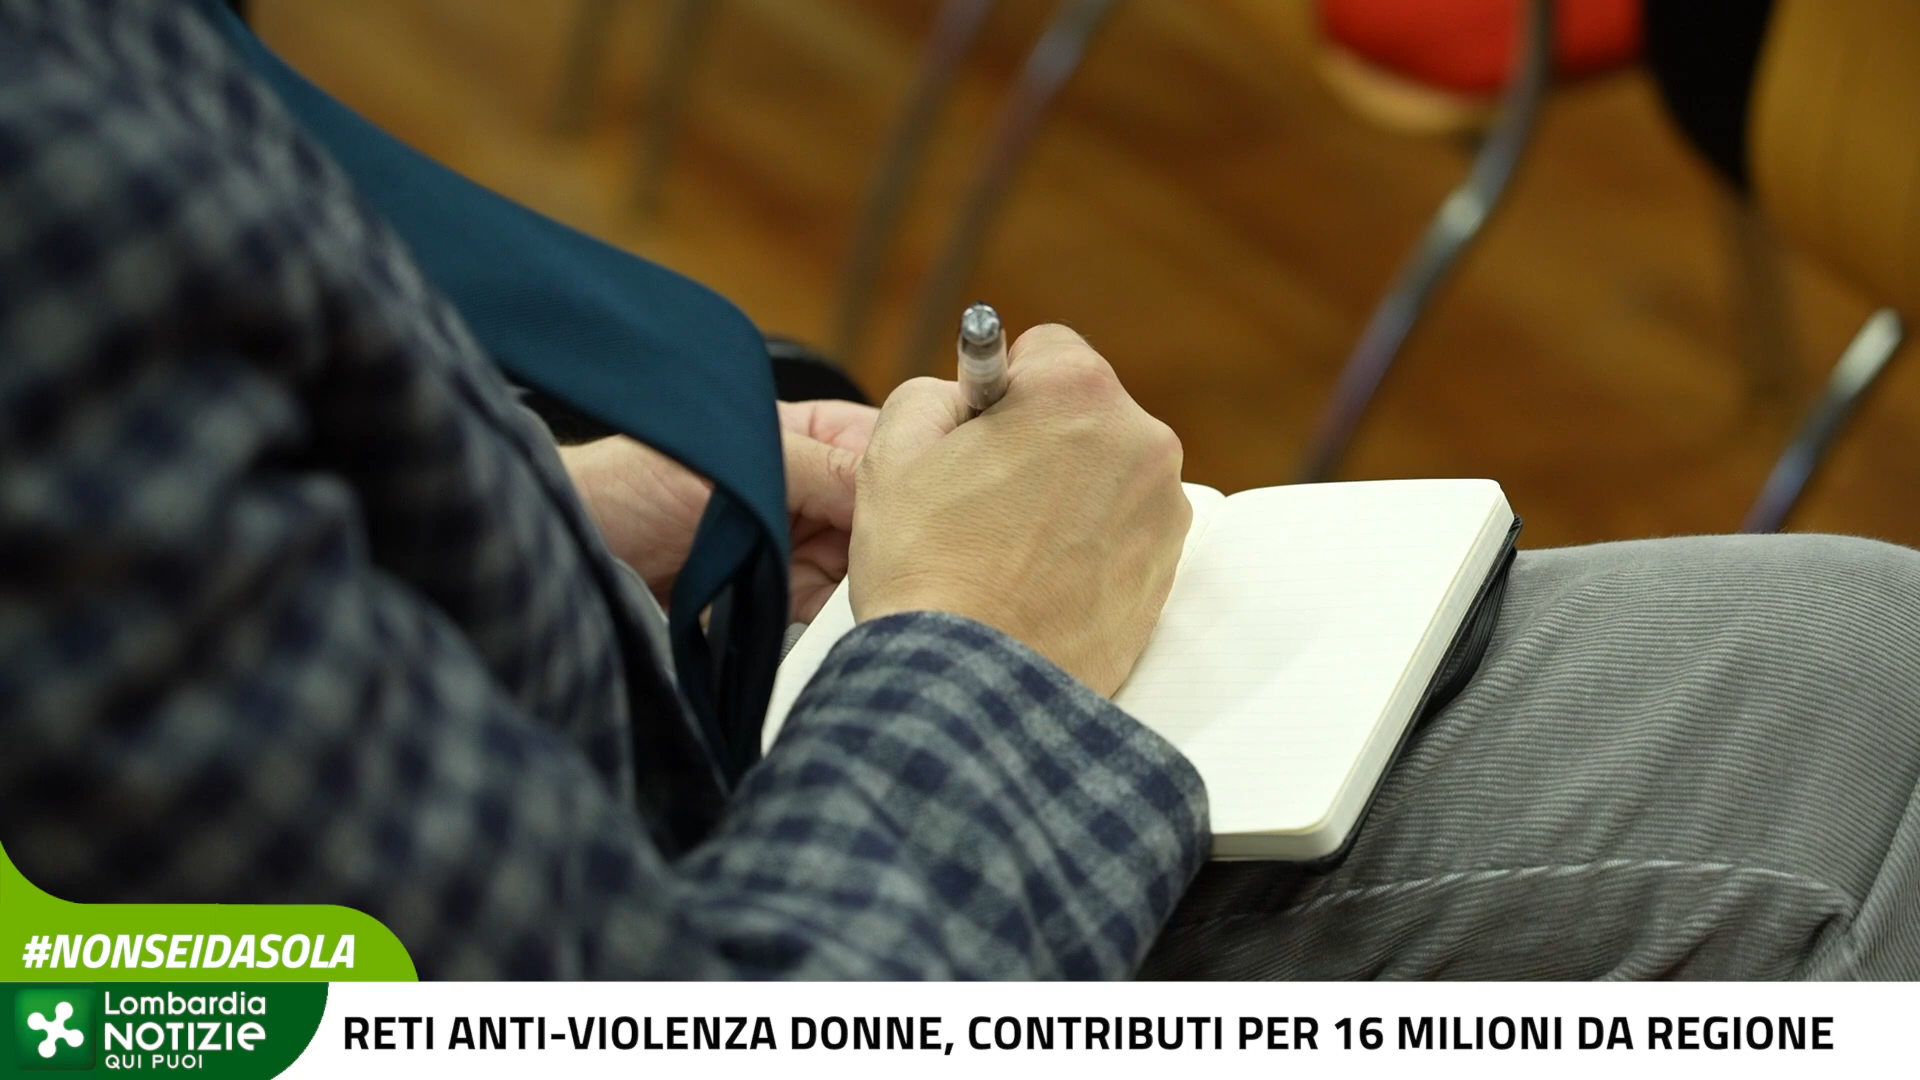 #NONSEIDASOLA
Lombardia
NOTIZIE
QUI PUOI
RETI ANTI-VIOLENZA DONNE, CONTRIBUTI PER 16 MILIONI DA REGIONE